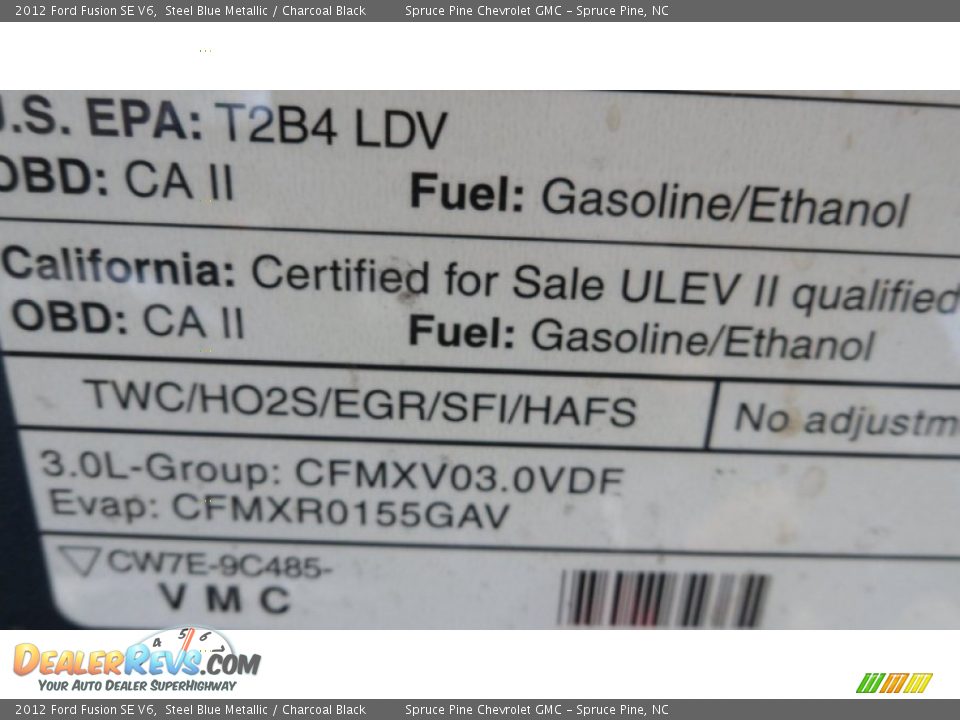 2012 Ford Fusion SE V6, Steel Blue Metallic / Charcoal Black Spruce Pine Chevrolet GMC - Spruce Pine, NC
.S. EPA: T2B4 LDV
OBD: CA II Fuel: Gasoline/Ethanol
California: Certified for Sale ULEV II qualified
OBD: CA II Fuel: Gasoline/Ethanol
TWC/HO2S/EGR/SFI/HAFS No adjustm
3.0L-Group: CFMXV03.0VDF
Evap: CFMXR0155GAV
CW7E-9C485-
V M C
4 5 6 7
DEALERREVS.COM
YOUR AUTO DEALER SUPERHIGHWAY
2012 Ford Fusion SE V6, Steel Blue Metallic / Charcoal Black Spruce Pine Chevrolet GMC - Spruce Pine, NC